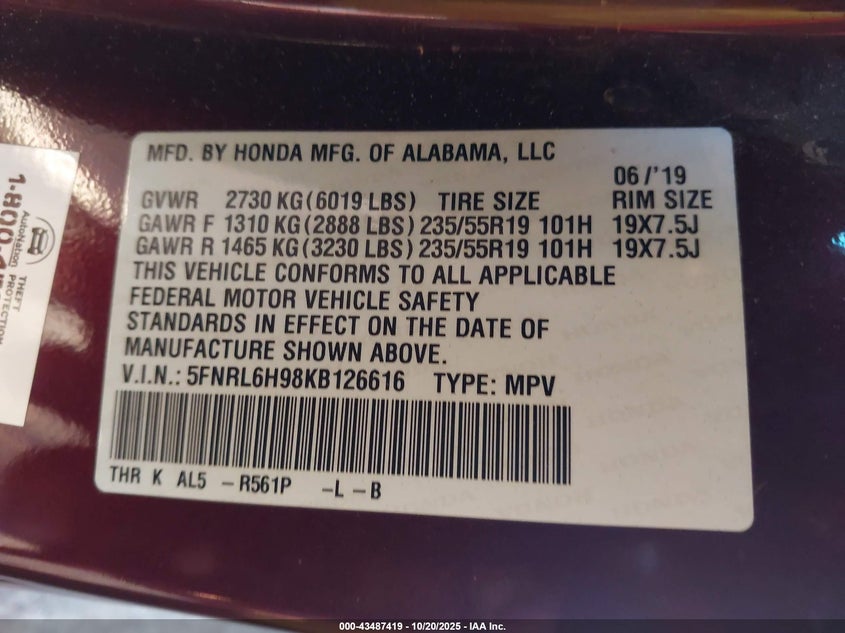 MFD. BY HONDA MFG. OF ALABAMA, LLC
06/'19
GVWR 2730 KG(6019 LBS) TIRE SIZE RIM SIZE
GAWR F 1310 KG(2888 LBS)235/55R19 101H 19X7.5J
GAWR R 1465 KG(3230 LBS)235/55R19 101H 19X7.5J
THIS VEHICLE CONFORMS TO ALL APPLICABLE
FEDERAL MOTOR VEHICLE SAFETY
STANDARDS IN EFFECT ON THE DATE OF
MANUFACTURE SHOWN ABOVE.
V.I.N.: 5FNRL6H98KB126616 TYPE: MPV
THR K AL5 -R561P -L-B
AutoNation
THEFT
PROTECTION
000-43487419 - 10/20/2025 - IAA Inc.